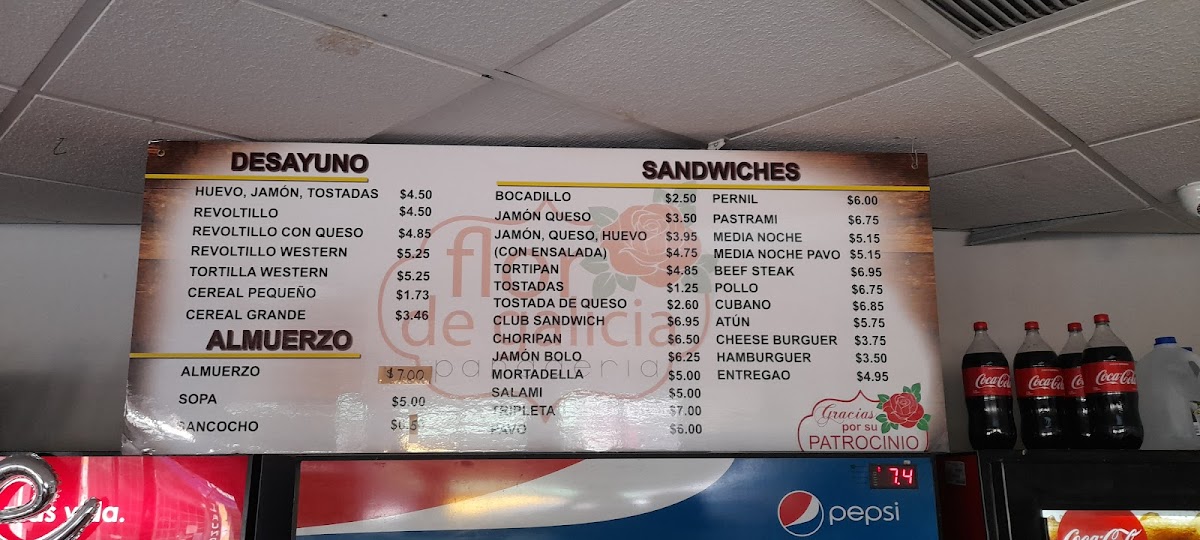 DESAYUNO
HUEVO, JAMÓN, TOSTADAS $4.50
REVOLTILLO $4.50
REVOLTILLO CON QUESO $4.85
REVOLTILLO WESTERN $5.25
TORTILLA WESTERN $5.25
CEREAL PEQUEÑO $1.73
CEREAL GRANDE $3.46
ALMUERZO
ALMUERZO $7.00
SOPA $5.00
SANCOCHO
SANDWICHES
BOCADILLO $2.50
JAMÓN QUESO $3.50
JAMÓN, QUESO, HUEVO $3.95
(CON ENSALADA) $4.75
TORTIPAN $4.85
TOSTADAS $1.25
TOSTADA DE QUESO $2.60
CLUB SANDWICH $6.95
CHORIPAN $6.50
JAMÓN BOLO $6.25
MORTADELLA $5.00
SALAMI $5.00
TRIPLETA $7.00
PAVO $6.00
PERNIL $6.00
PASTRAMI $6.75
MEDIA NOCHE $5.15
MEDIA NOCHE PAVO $5.15
BEEF STEAK $6.95
POLLO $6.75
CUBANO $6.85
ATÚN $5.75
CHEESE BURGUER $3.75
HAMBURGUER $3.50
ENTREGAO $4.95
flor
de galicia
panadería
Gracias
por su
PATROCINIO
Coca-Cola
Coca-Cola
Coca-Cola
7.4
pepsi
vida.
Coca-Cola